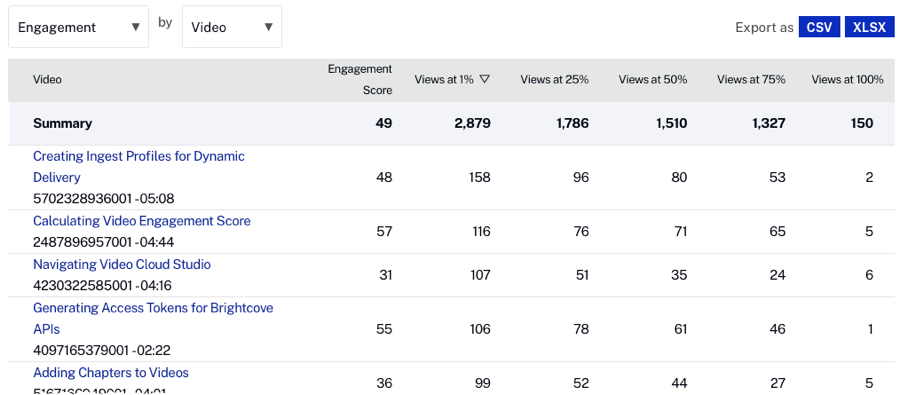 Engagement ▼ by Video ▼ Export as CSV XLSX
Video Engagement Score Views at 1% ▽ Views at 25% Views at 50% Views at 75% Views at 100%
Summary 49 2,879 1,786 1,510 1,327 150
Creating Ingest Profiles for Dynamic
Delivery 48 158 96 80 53 2
5702328936001 - 05:08
Calculating Video Engagement Score 57 116 76 71 65 5
2487896957001 - 04:44
Navigating Video Cloud Studio 31 107 51 35 24 6
4230322585001 - 04:16
Generating Access Tokens for Brightcove
APIs 55 106 78 61 46 1
4097165379001 - 02:22
Adding Chapters to Videos 36 99 52 44 27 5